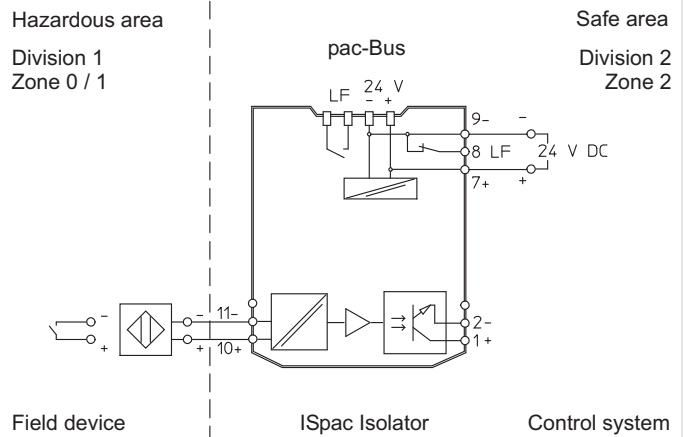 Hazardous area
Safe area
Division 1
Zone 0 / 1
pac-Bus
Division 2
Zone 2
LF
24 V
- +
9- -
8 LF
24 V DC
7+ +
- - 11-
+ + 10+
2-
1+
Field device
ISpac Isolator
Control system